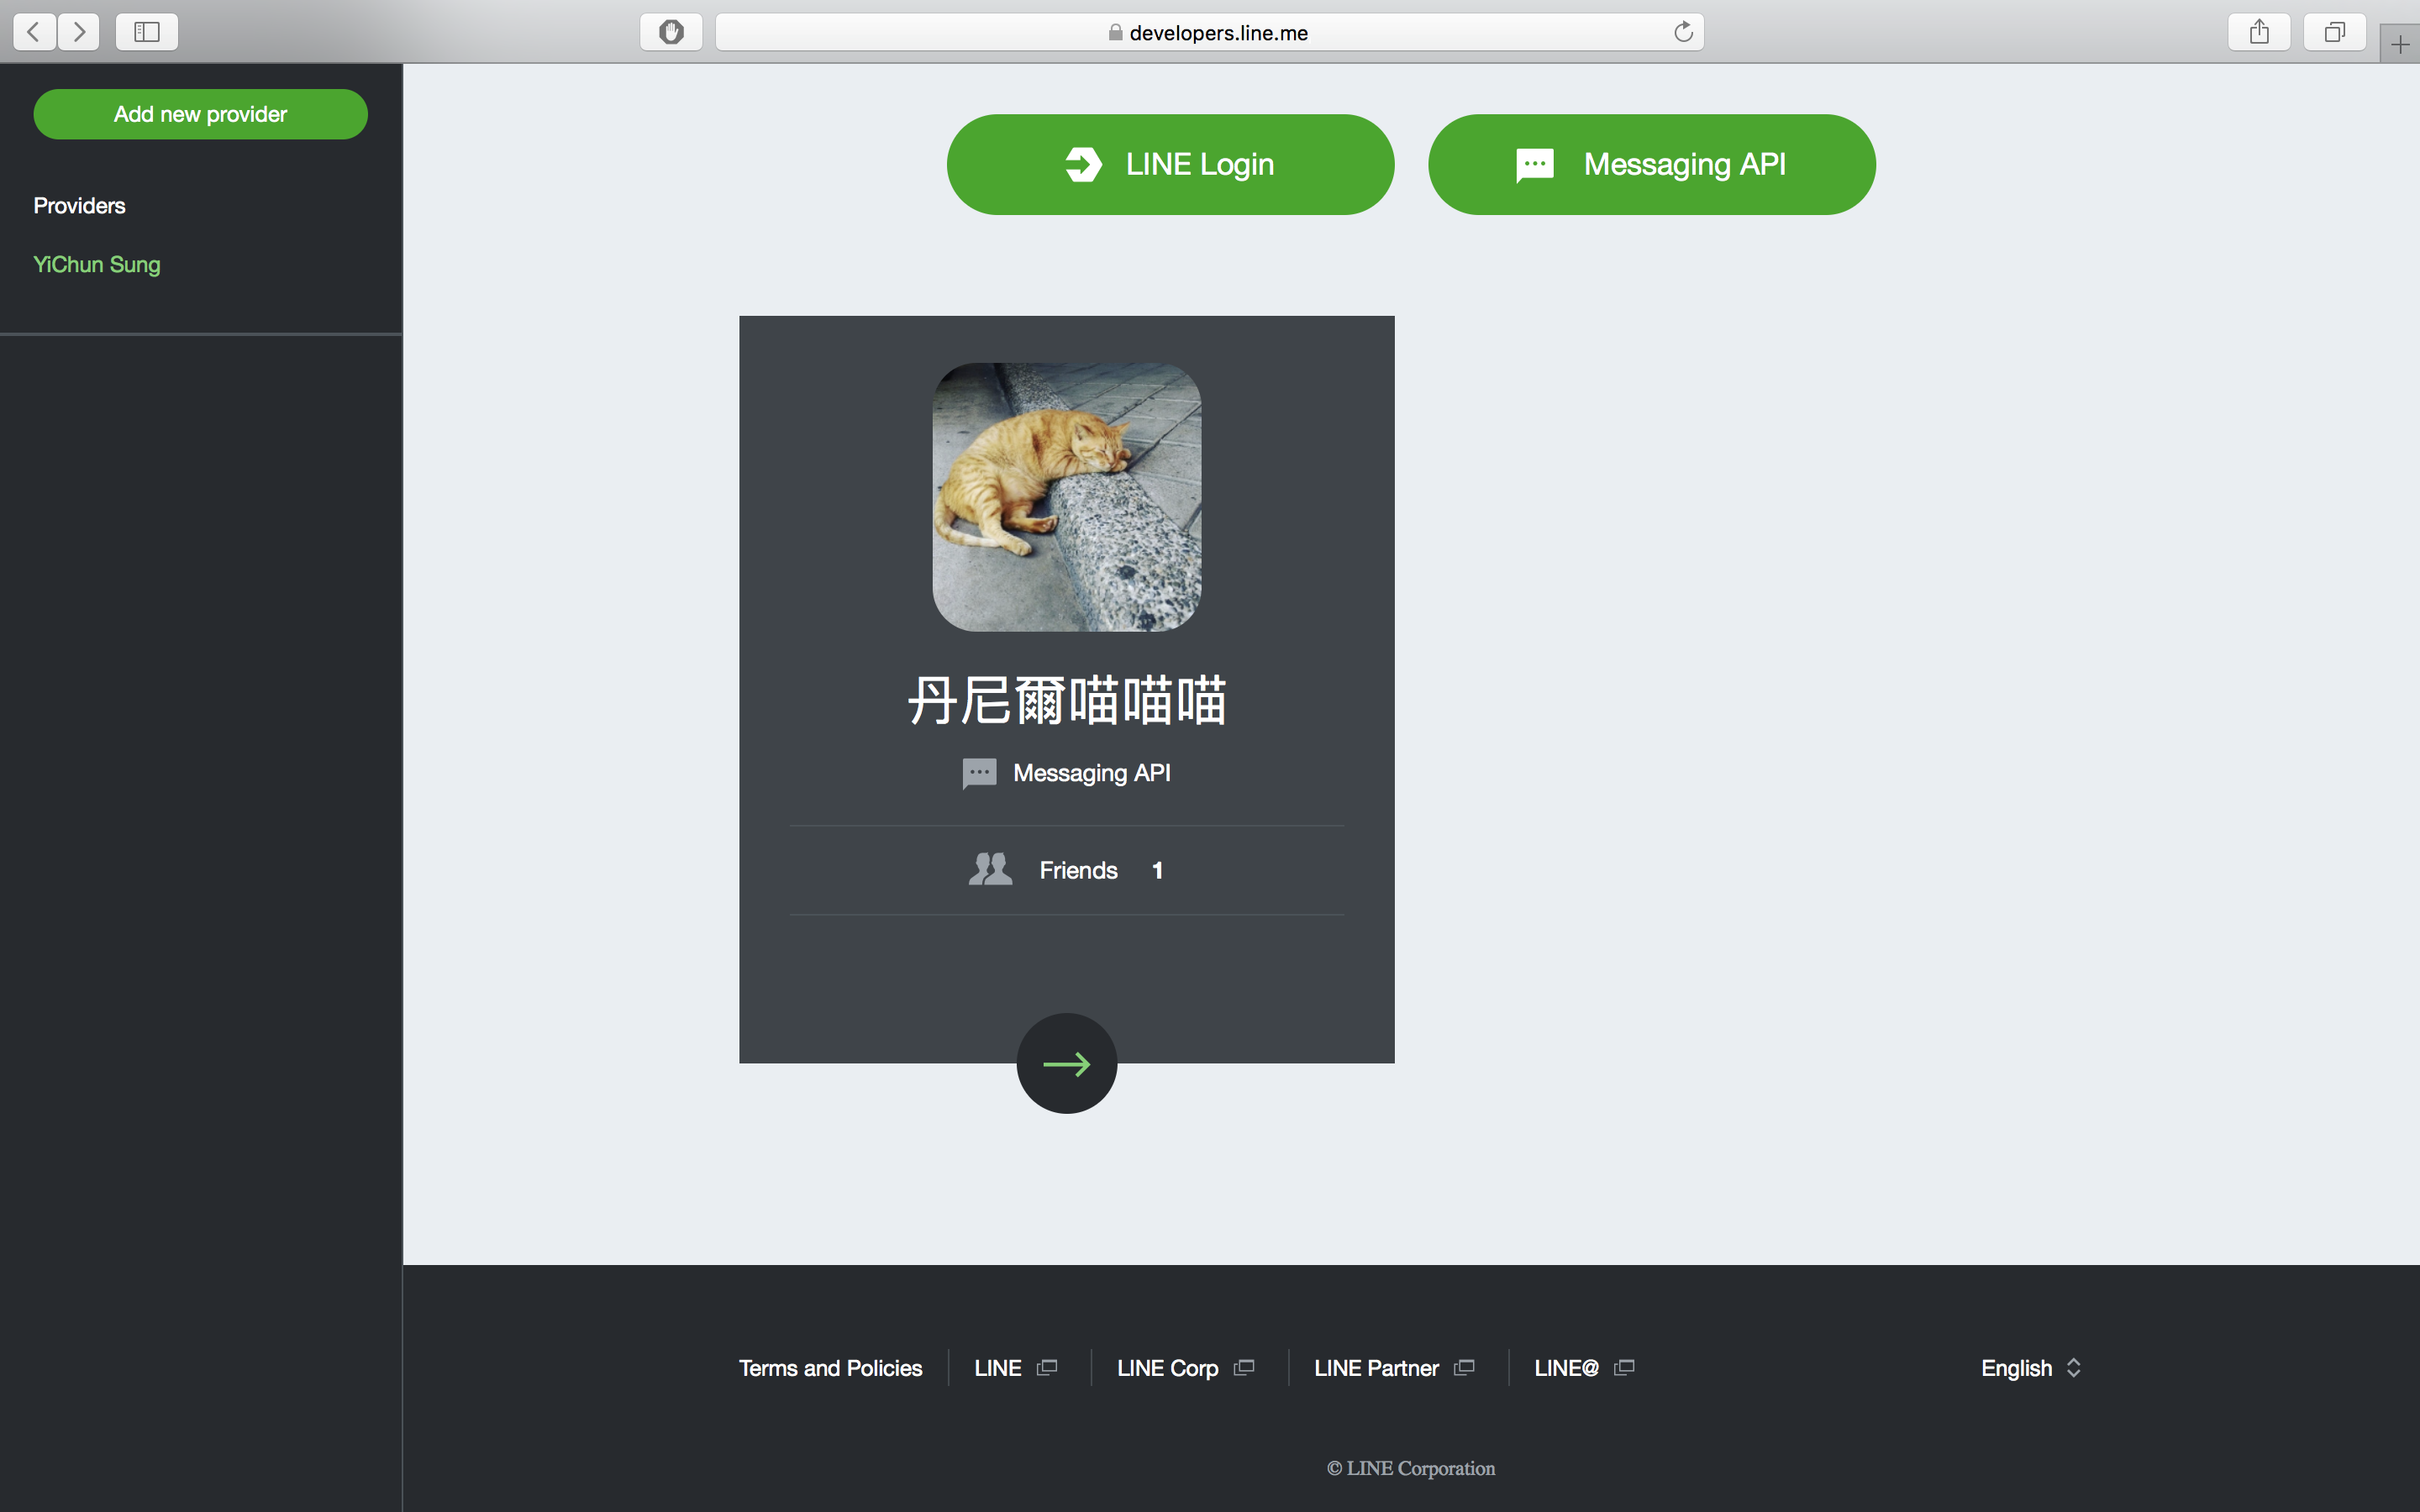 developers.line.me
Add new provider
Providers
YiChun Sung
LINE Login
Messaging API
丹尼爾喵喵喵
Messaging API
Friends 1
Terms and Policies LINE LINE Corp LINE Partner LINE@ English
© LINE Corporation